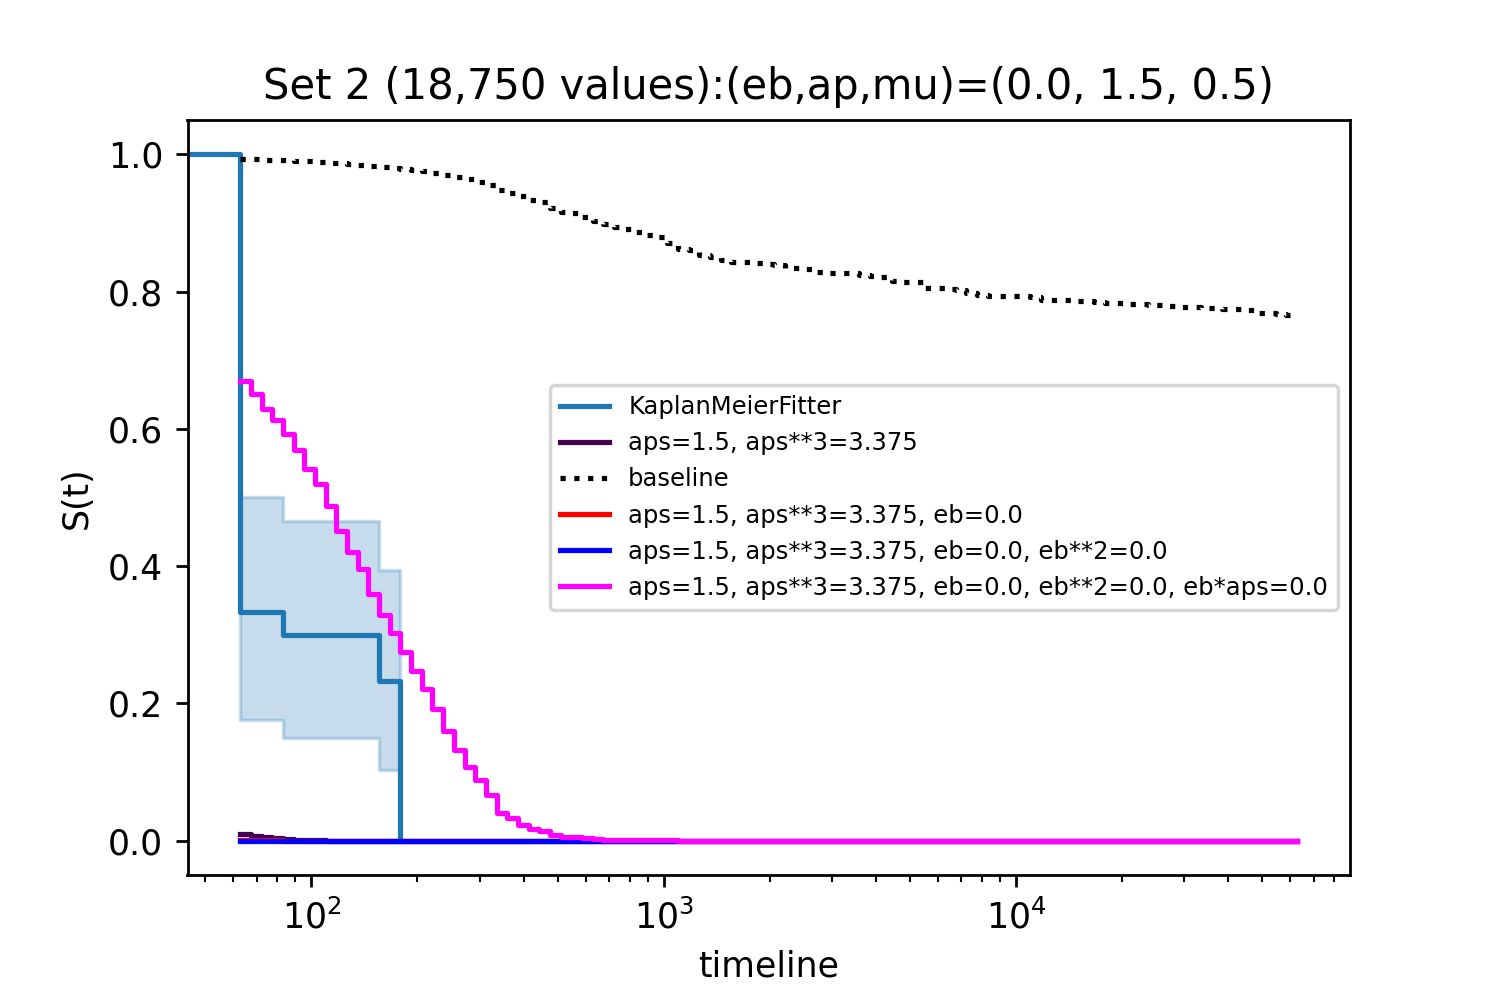 Set 2 (18,750 values):(eb,ap,mu)=(0.0, 1.5, 0.5)
1.0
0.8
0.6
0.4
0.2
0.0
S(t)
KaplanMeierFitter
aps=1.5, aps**3=3.375
baseline
aps=1.5, aps**3=3.375, eb=0.0
aps=1.5, aps**3=3.375, eb=0.0, eb**2=0.0
aps=1.5, aps**3=3.375, eb=0.0, eb**2=0.0, eb*aps=0.0
10² 10³ 10⁴
timeline